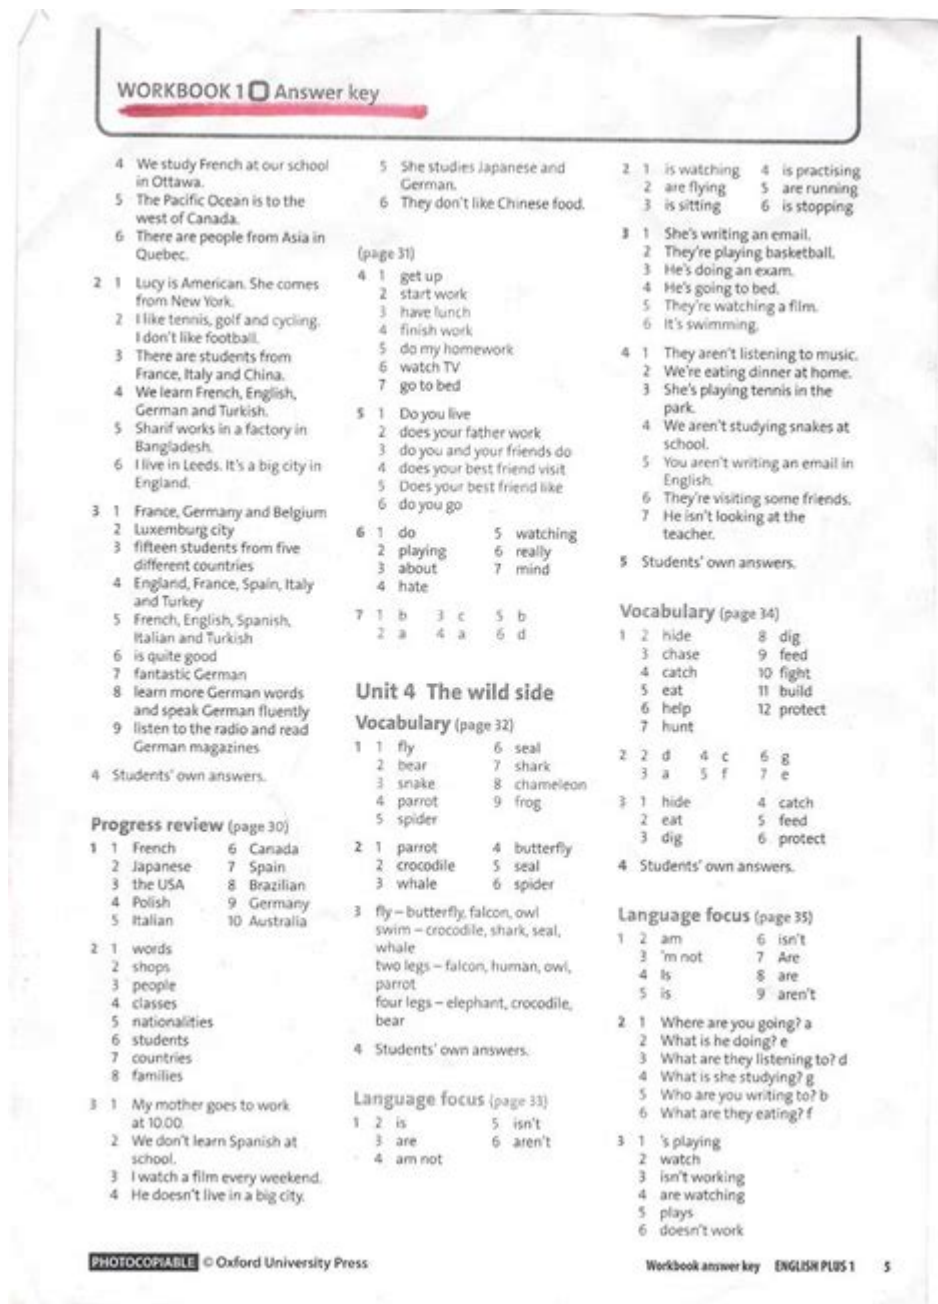 WORKBOOK 1 Answer key
4 We study French at our school
in Ottawa.
5 The Pacific Ocean is to the
west of Canada.
6 There are people from Asia in
Quebec.
2 1 Lucy is American. She comes
from New York.
2 I like tennis, golf and cycling.
I don't like football.
3 There are students from
France, Italy and China.
4 We learn French, English,
German and Turkish.
5 Sharif works in a factory in
Bangladesh.
6 I live in Leeds. It's a big city in
England.
3 1 France, Germany and Belgium
2 Luxemburg city
3 fifteen students from five
different countries
4 England, France, Spain, Italy
and Turkey
5 French, English, Spanish,
Italian and Turkish
6 is quite good
7 fantastic German
8 learn more German words
and speak German fluently
9 listen to the radio and read
German magazines
4 Students' own answers.
Progress review (page 30)
1 1 French 6 Canada
2 Japanese 7 Spain
3 the USA 8 Brazilian
4 Polish 9 Germany
5 Italian 10 Australia
2 1 words
2 shops
3 people
4 classes
5 nationalities
6 students
7 countries
8 families
3 1 My mother goes to work
at 10.00.
2 We don't learn Spanish at
school.
3 I watch a film every weekend.
4 He doesn't live in a big city.
5 She studies Japanese and
German.
6 They don't like Chinese food.
(page 31)
4 1 get up
2 start work
3 have lunch
4 finish work
5 do my homework
6 watch TV
7 go to bed
5 1 Do you live
2 does your father work
3 do you and your friends do
4 does your best friend visit
5 Does your best friend like
6 do you go
6 1 do 5 watching
2 playing 6 really
3 about 7 mind
4 hate
7 1 b 3 c 5 b
2 a 4 a 6 d
Unit 4 The wild side
Vocabulary (page 32)
1 1 fly 6 seal
2 bear 7 shark
3 snake 8 chameleon
4 parrot 9 frog
5 spider
2 1 parrot 4 butterfly
2 crocodile 5 seal
3 whale 6 spider
3 fly – butterfly, falcon, owl
swim – crocodile, shark, seal,
whale
two legs – falcon, human, owl,
parrot
four legs – elephant, crocodile,
bear
4 Students' own answers.
Language focus (page 33)
1 2 is 5 isn't
3 are 6 aren't
4 am not
2 1 is watching 4 is practising
2 are flying 5 are running
3 is sitting 6 is stopping
3 1 She's writing an email.
2 They're playing basketball.
3 He's doing an exam.
4 He's going to bed.
5 They're watching a film.
6 It's swimming.
4 1 They aren't listening to music.
2 We're eating dinner at home.
3 She's playing tennis in the
park.
4 We aren't studying snakes at
school.
5 You aren't writing an email in
English.
6 They're visiting some friends.
7 He isn't looking at the
teacher.
5 Students' own answers.
Vocabulary (page 34)
1 2 hide 8 dig
3 chase 9 feed
4 catch 10 fight
5 eat 11 build
6 help 12 protect
7 hunt
2 2 d 4 c 6 g
3 a 5 f 7 e
3 1 hide 4 catch
2 eat 5 feed
3 dig 6 protect
4 Students' own answers.
Language focus (page 35)
1 2 am 6 isn't
3 'm not 7 Are
4 Is 8 are
5 is 9 aren't
2 1 Where are you going? a
2 What is he doing? e
3 What are they listening to? d
4 What is she studying? g
5 Who are you writing to? b
6 What are they eating? f
3 1 's playing
2 watch
3 isn't working
4 are watching
5 plays
6 doesn't work
PHOTOCOPIABLE © Oxford University Press
Workbook answer key ENGLISH PLUS 1 5